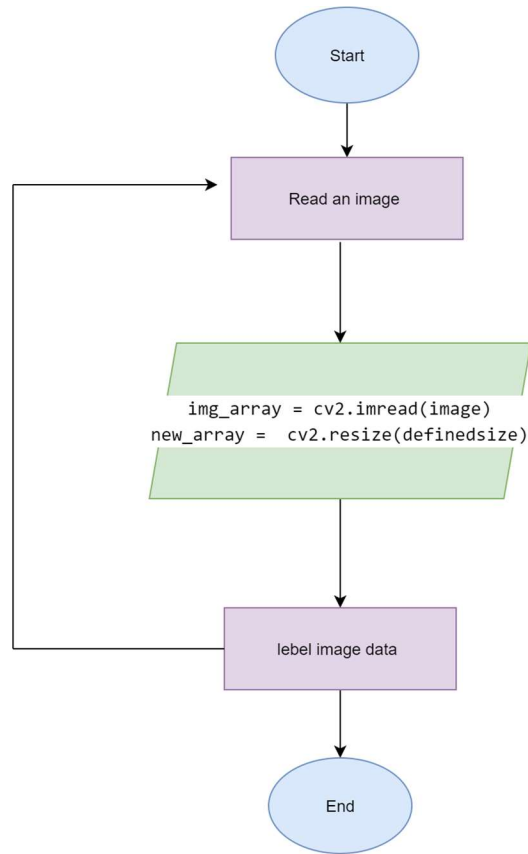 Start
Read an image
img_array = cv2.imread(image)
new_array =  cv2.resize(definedsize)
lebel image data
End